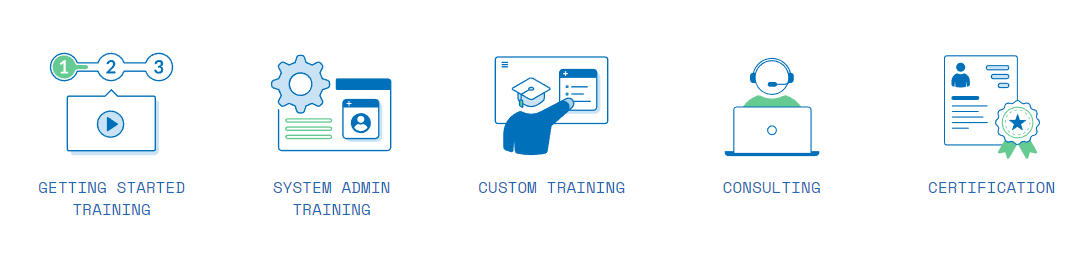 1 2 3
GETTING STARTED
TRAINING
SYSTEM ADMIN
TRAINING
CUSTOM TRAINING
CONSULTING
CERTIFICATION